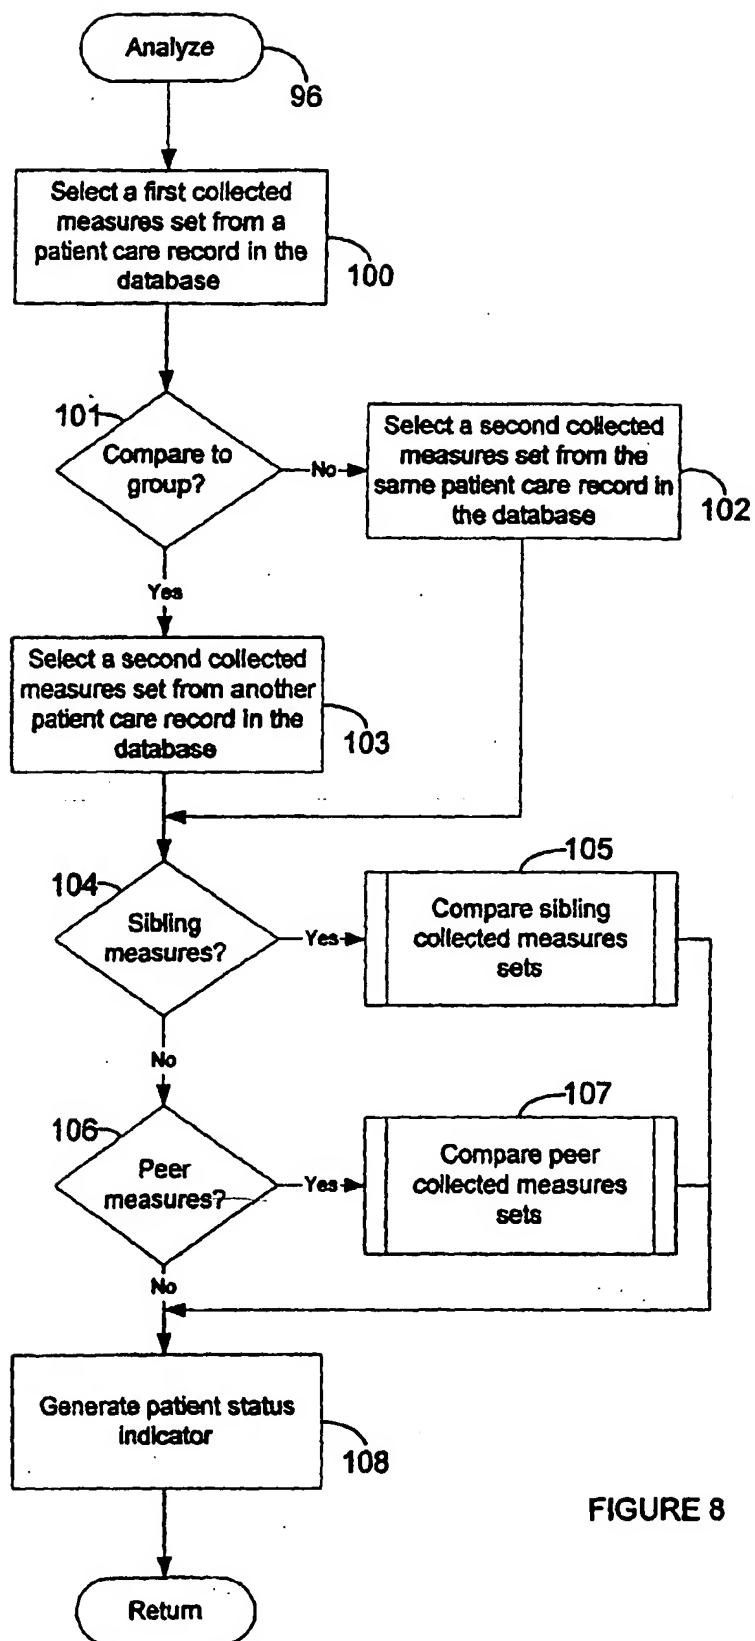 Analyze
96
Select a first collected
measures set from a
patient care record in the
database
100
101
Compare to
group?
No
Select a second collected
measures set from the
same patient care record in
the database
102
Yes
Select a second collected
measures set from another
patient care record in the
database
103
104
Sibling
measures?
Yes
105
Compare sibling
collected measures
sets
No
106
Peer
measures?
Yes
107
Compare peer
collected measures
sets
No
Generate patient status
indicator
108
FIGURE 8
Return